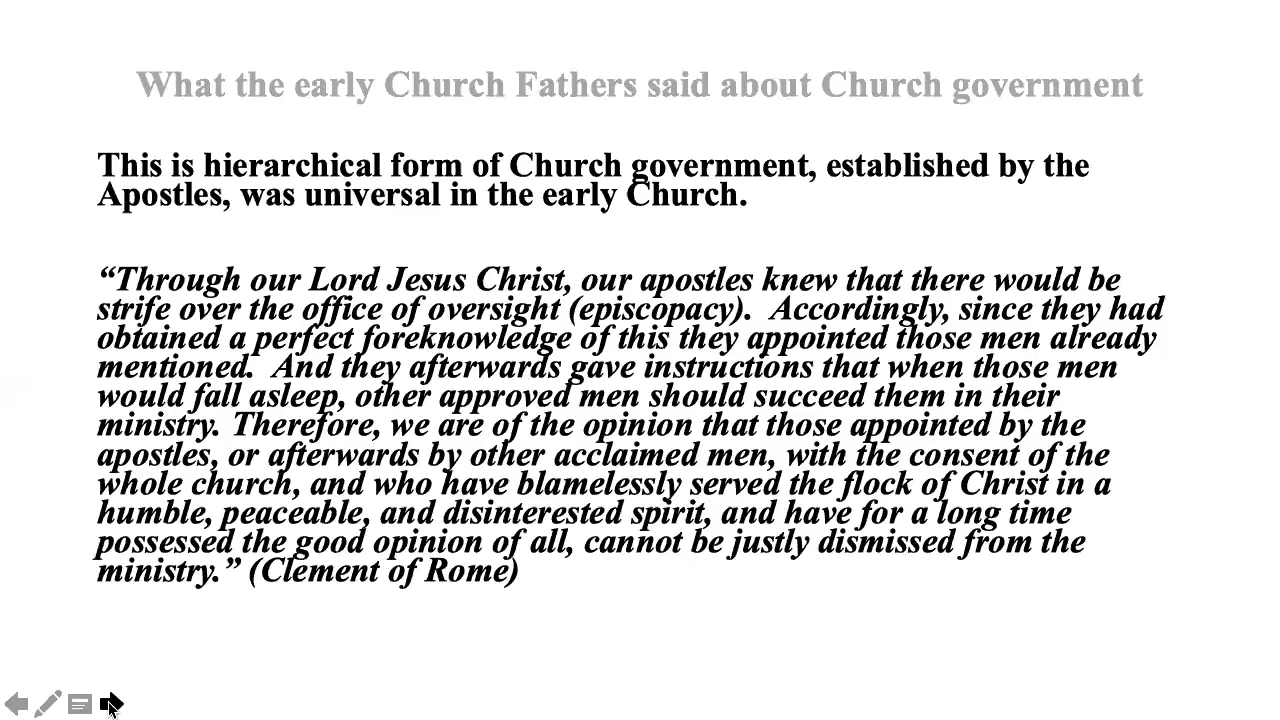 What the early Church Fathers said about Church government
This is hierarchical form of Church government, established by the
Apostles, was universal in the early Church.
“Through our Lord Jesus Christ, our apostles knew that there would be
strife over the office of oversight (episcopacy).  Accordingly, since they had
obtained a perfect foreknowledge of this they appointed those men already
mentioned.  And they afterwards gave instructions that when those men
would fall asleep, other approved men should succeed them in their
ministry. Therefore, we are of the opinion that those appointed by the
apostles, or afterwards by other acclaimed men, with the consent of the
whole church, and who have blamelessly served the flock of Christ in a
humble, peaceable, and disinterested spirit, and have for a long time
possessed the good opinion of all, cannot be justly dismissed from the
ministry.” (Clement of Rome)